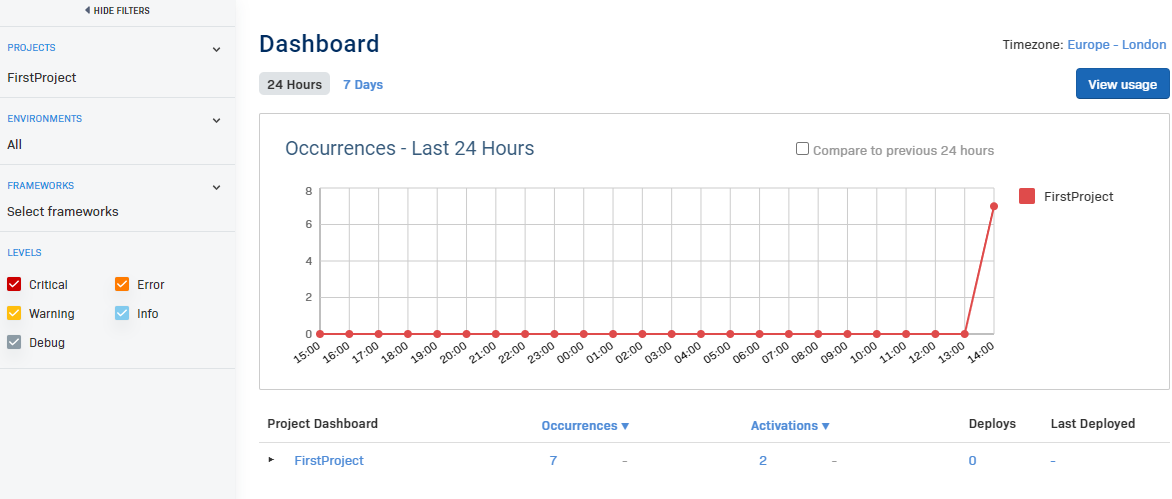 HIDE FILTERS
PROJECTS
FirstProject
ENVIRONMENTS
All
FRAMEWORKS
Select frameworks
LEVELS
Critical Error
Warning Info
Debug
Dashboard
Timezone: Europe - London
24 Hours 7 Days
View usage
Occurrences - Last 24 Hours
Compare to previous 24 hours
8
6
4
2
0
15:00 16:00 17:00 18:00 19:00 20:00 21:00 22:00 23:00 00:00 01:00 02:00 03:00 04:00 05:00 06:00 07:00 08:00 09:00 10:00 11:00 12:00 13:00 14:00
FirstProject
Project Dashboard Occurrences ▼ Activations ▼ Deploys Last Deployed
FirstProject 7 - 2 - 0 -